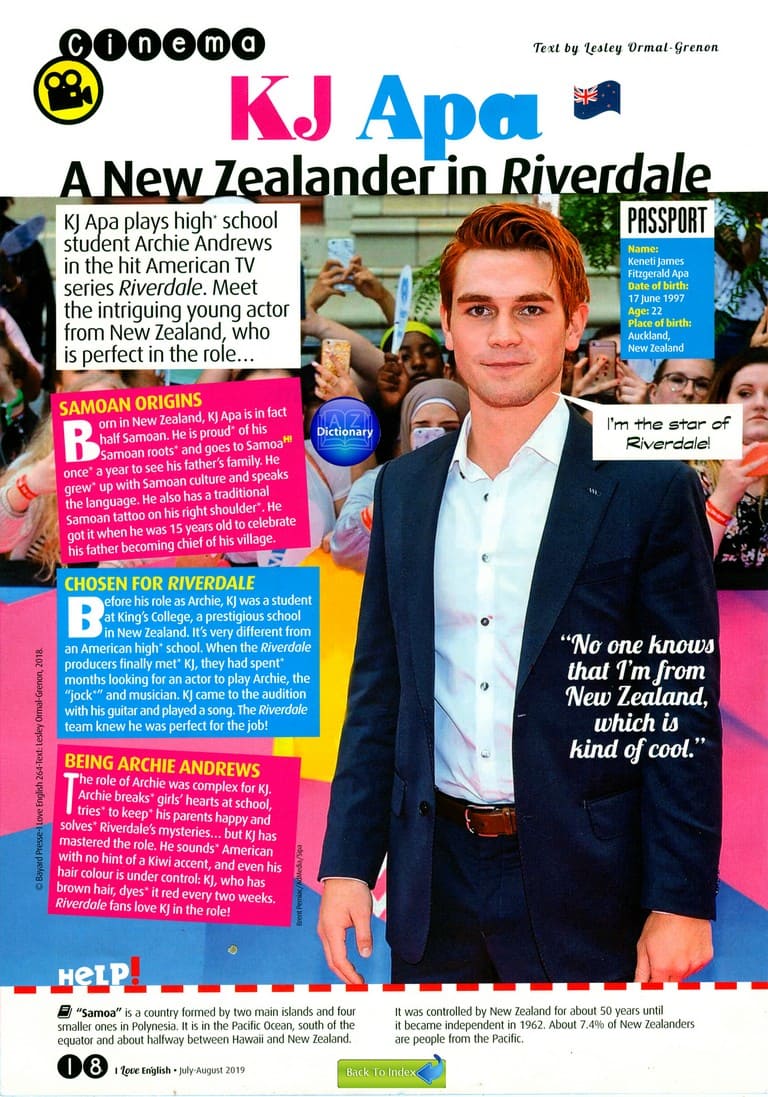 Cinema
Text by Lesley Ormal-Grenon
KJ Apa
A New Zealander in Riverdale
KJ Apa plays high* school
student Archie Andrews
in the hit American TV
series Riverdale. Meet
the intriguing young actor
from New Zealand, who
is perfect in the role...
PASSPORT
Name:
Keneti James
Fitzgerald Apa
Date of birth:
17 June 1997
Age: 22
Place of birth:
Auckland,
New Zealand
SAMOAN ORIGINS
Born in New Zealand, KJ Apa is in fact
half Samoan. He is proud* of his
Samoan roots* and goes to Samoa H!
once* a year to see his father's family. He
grew* up with Samoan culture and speaks
the language. He also has a traditional
Samoan tattoo on his right shoulder*. He
got it when he was 15 years old to celebrate
his father becoming chief of his village.
AZ
Dictionary
I'm the star of
Riverdale!
CHOSEN FOR RIVERDALE
Before his role as Archie, KJ was a student
at King's College, a prestigious school
in New Zealand. It's very different from
an American high* school. When the Riverdale
producers finally met* KJ, they had spent*
months looking for an actor to play Archie, the
"jock*" and musician. KJ came to the audition
with his guitar and played a song. The Riverdale
team knew he was perfect for the job!
"No one knows
that I'm from
New Zealand,
which is
kind of cool."
BEING ARCHIE ANDREWS
The role of Archie was complex for KJ.
Archie breaks* girls' hearts at school,
tries* to keep* his parents happy and
solves* Riverdale's mysteries... but KJ has
mastered the role. He sounds* American
with no hint of a Kiwi accent, and even his
hair colour is under control: KJ, who has
brown hair, dyes* it red every two weeks.
Riverdale fans love KJ in the role!
© Bayard Presse-I Love English 264-Text: Lesley Ormal-Grenon, 2018.
HELP!
"Samoa" is a country formed by two main islands and four
smaller ones in Polynesia. It is in the Pacific Ocean, south of the
equator and about halfway between Hawaii and New Zealand.
It was controlled by New Zealand for about 50 years until
it became independent in 1962. About 7.4% of New Zealanders
are people from the Pacific.
18 I Love English • July-August 2019
Back To Index